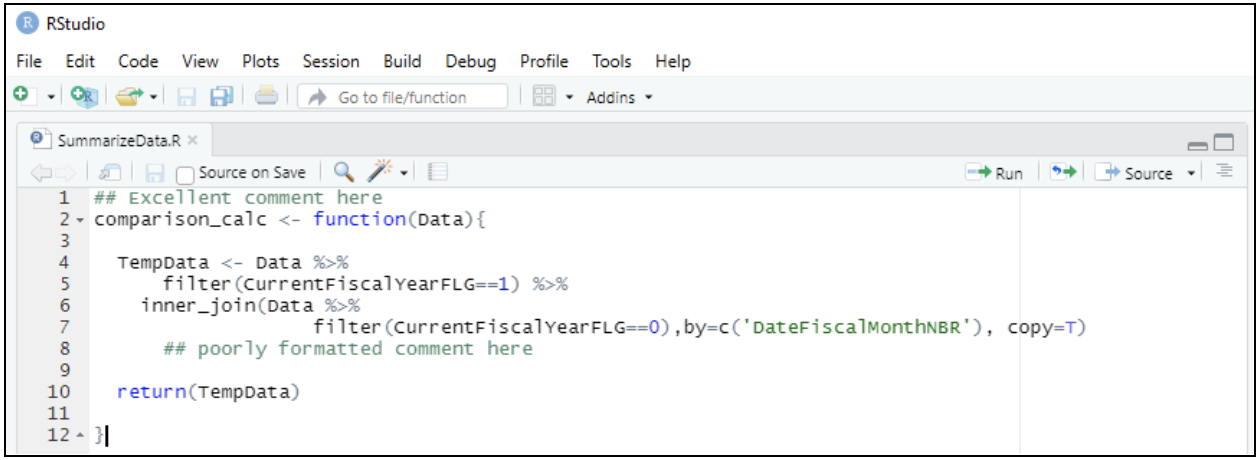 RStudio
File Edit Code View Plots Session Build Debug Profile Tools Help
Go to file/function Addins
SummarizeData.R
Source on Save Run Source
1 ## Excellent comment here
2 comparison_calc <- function(Data){
3
4   TempData <- Data %>%
5       filter(CurrentFiscalYearFLG==1) %>%
6     inner_join(Data %>%
7                    filter(CurrentFiscalYearFLG==0),by=c('DateFiscalMonthNBR'), copy=T)
8       ## poorly formatted comment here
9
10   return(TempData)
11
12 }